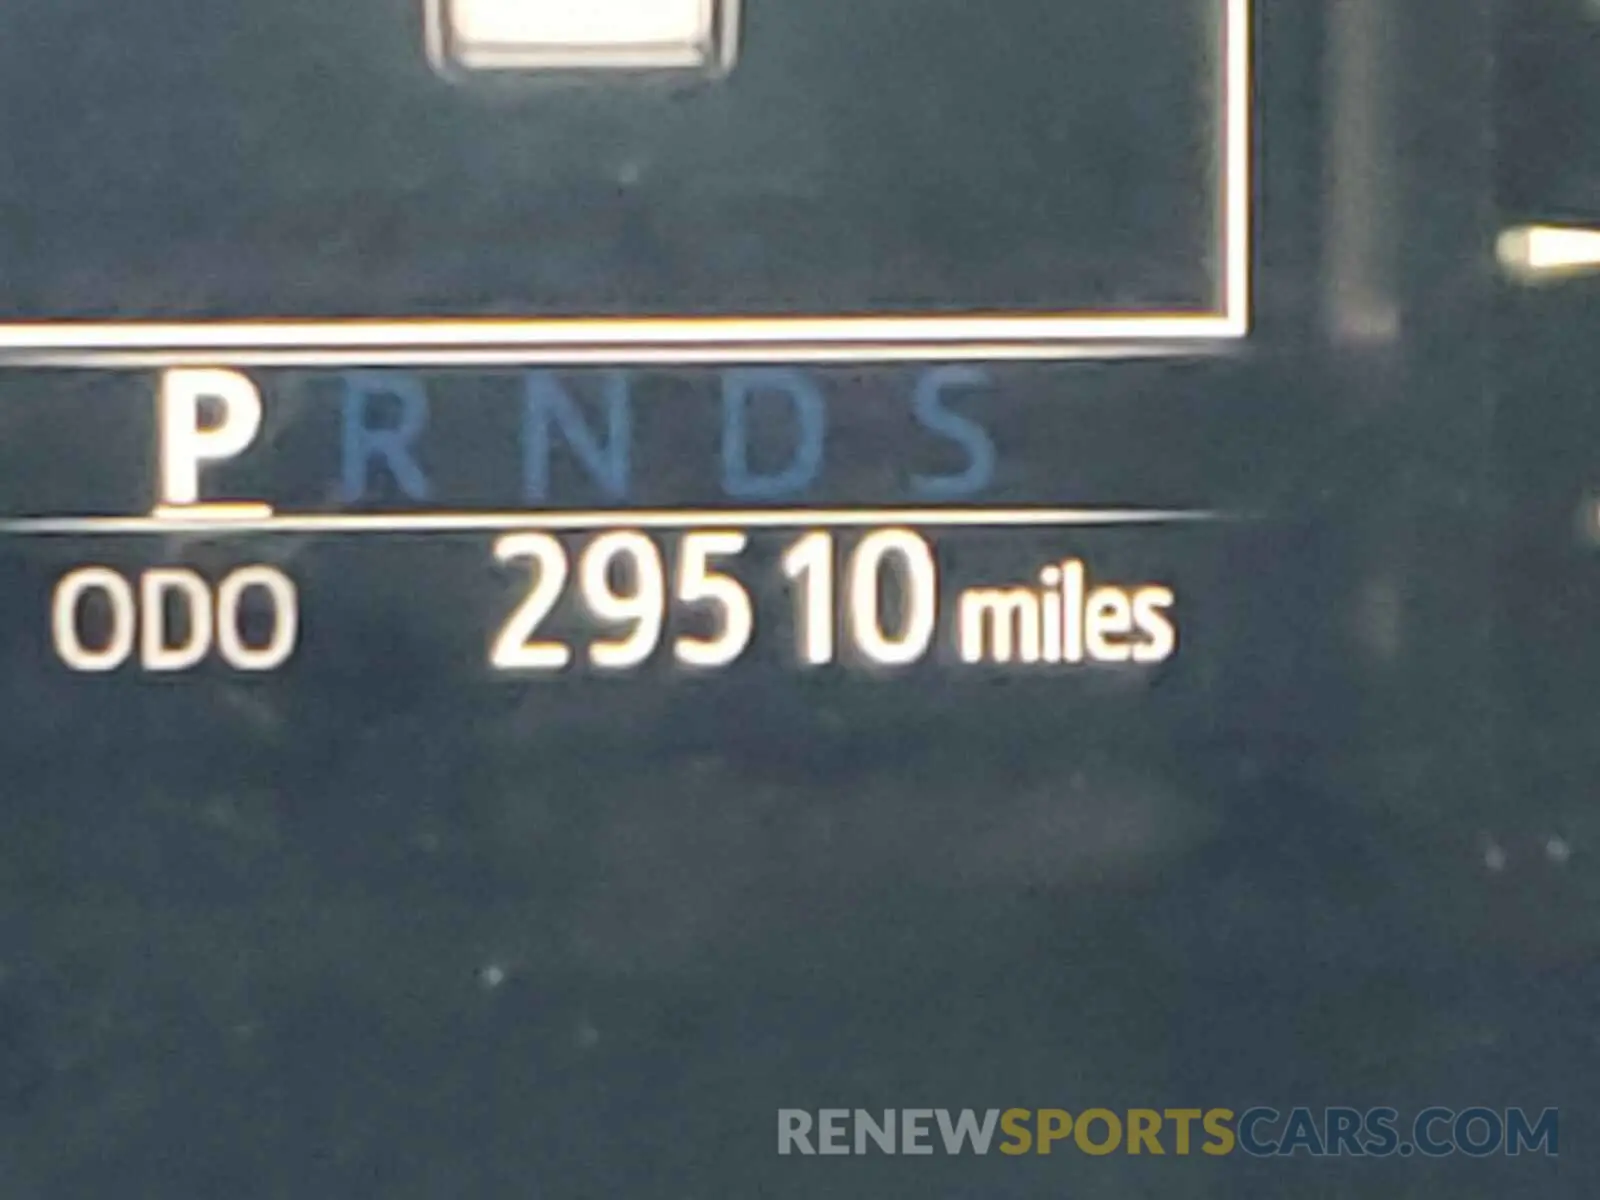 P R N D S
ODO 29510 miles
RENEWSPORTSCARS.COM